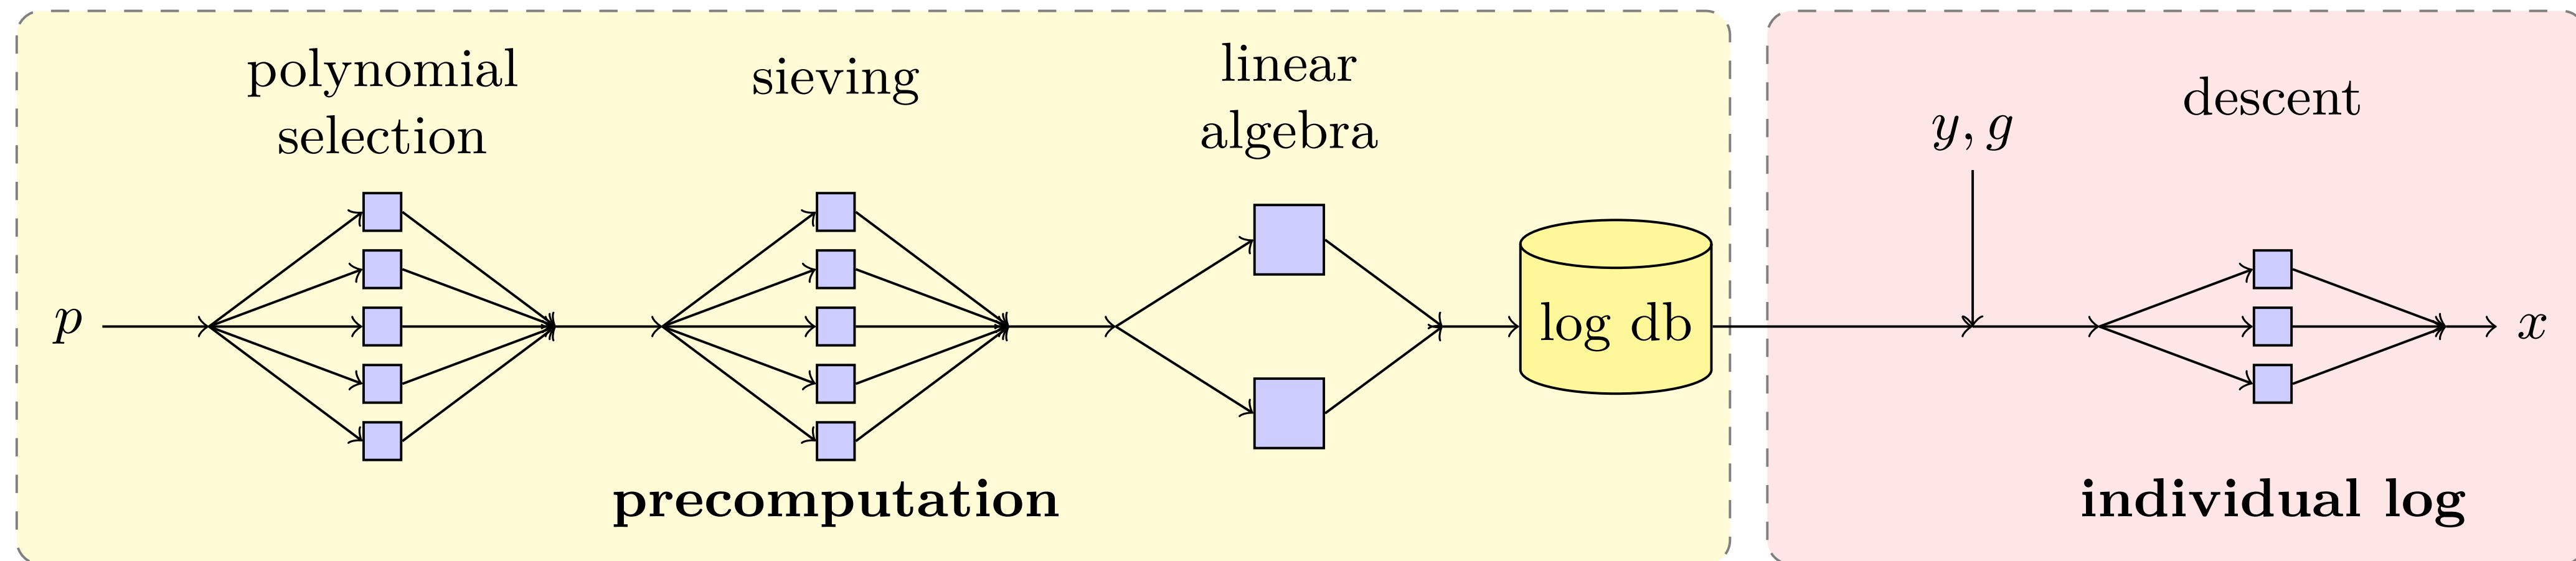 polynomial
selection
sieving
linear
algebra
p
log db
precomputation
y, g
descent
x
individual log